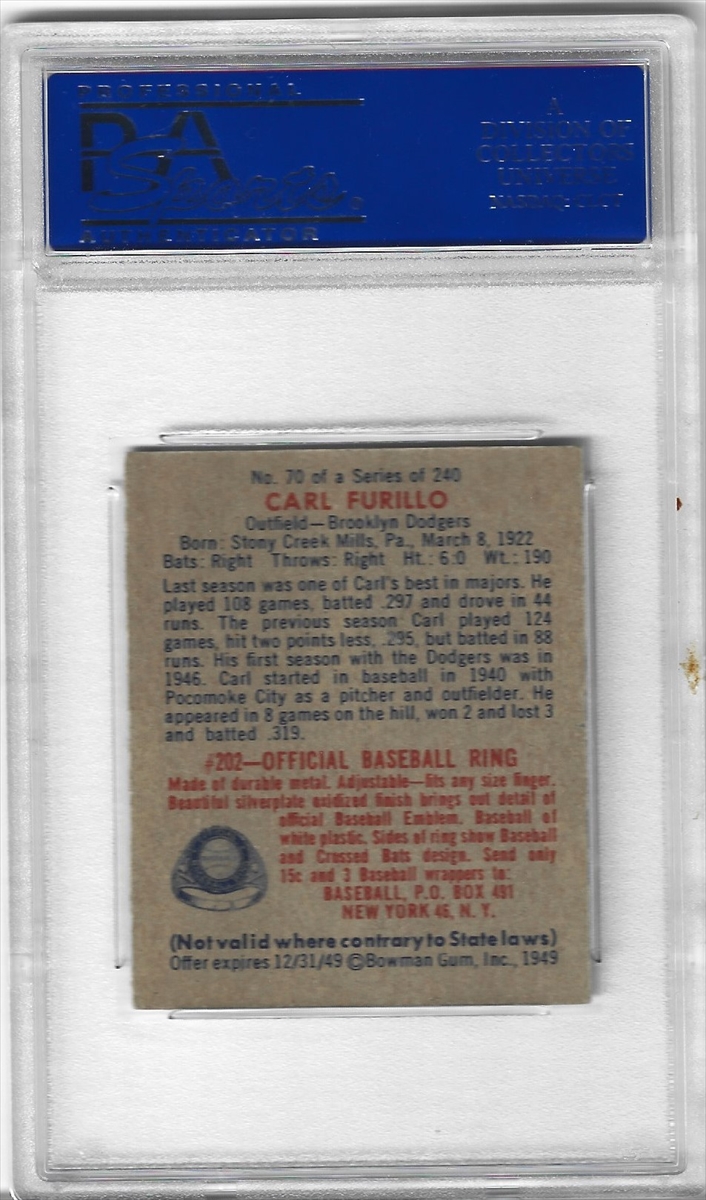 PROFESSIONAL
PSA
Sports
AUTHENTICATOR
A
DIVISION OF
COLLECTORS
UNIVERSE
NASDAQ: CLCT
No. 70 of a Series of 240
CARL FURILLO
Outfield—Brooklyn Dodgers
Born: Stony Creek Mills, Pa., March 8, 1922
Bats: Right Throws: Right Ht.: 6:0 Wt.: 190
Last season was one of Carl's best in majors. He
played 108 games, batted .297 and drove in 44
runs. The previous season Carl played 124
games, hit two points less, .295, but batted in 88
runs. His first season with the Dodgers was in
1946. Carl started in baseball in 1940 with
Pocomoke City as a pitcher and outfielder. He
appeared in 8 games on the hill, won 2 and lost 3
and batted .319.
#202—OFFICIAL BASEBALL RING
Made of durable metal. Adjustable—fits any size finger.
Beautiful silverplate oxidized finish brings out detail of
official Baseball Emblem. Baseball of
white plastic. Sides of ring show Baseball
and Crossed Bats design. Send only
15c and 3 Baseball wrappers to:
BASEBALL, P.O. BOX 491
NEW YORK 46, N. Y.
(Not valid where contrary to State laws)
Offer expires 12/31/49 ©Bowman Gum, Inc., 1949